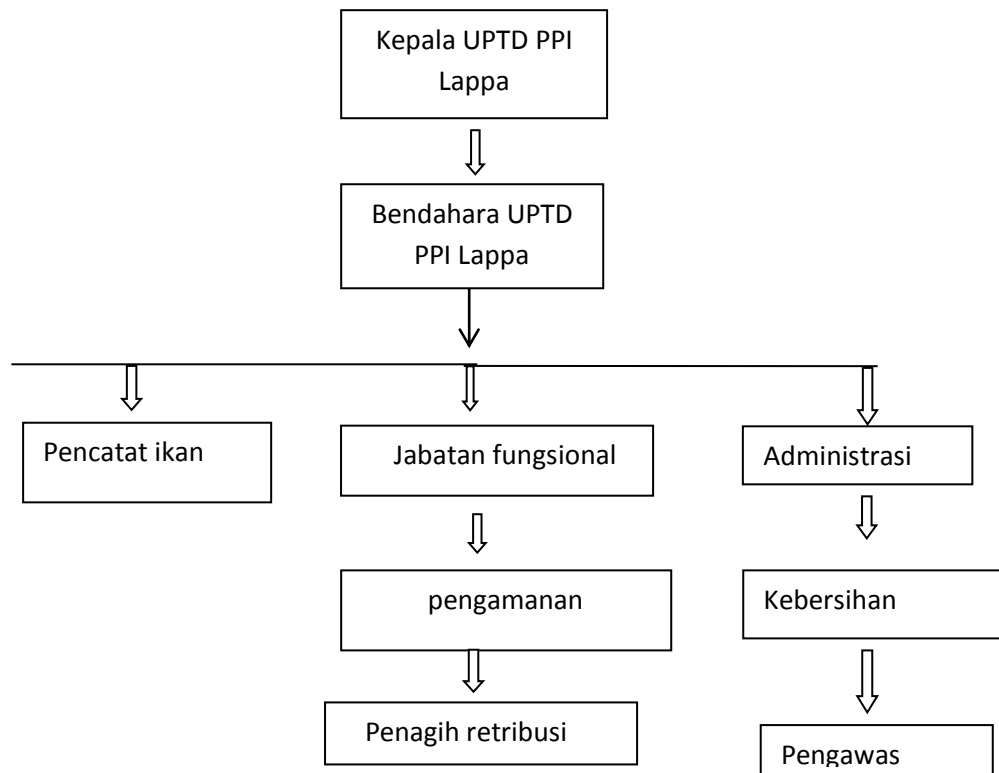 Kepala UPTD PPI
Lappa
Bendahara UPTD
PPI Lappa
Pencatat ikan
Jabatan fungsional
Administrasi
pengamanan
Kebersihan
Penagih retribusi
Pengawas